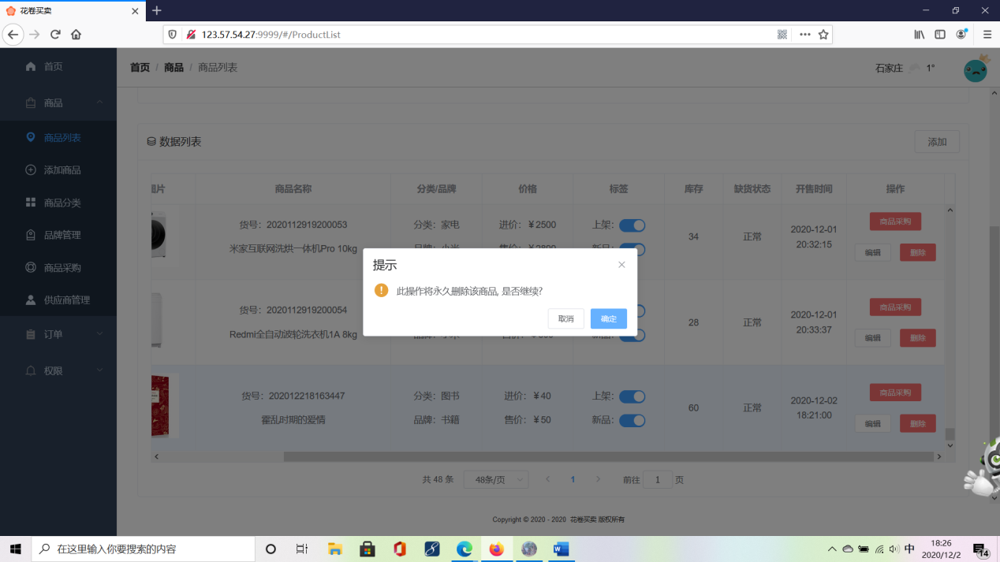 花卷买卖
123.57.54.27:9999/#/ProductList
首页
商品
商品列表
添加商品
商品分类
品牌管理
商品采购
供应商管理
订单
权限
首页 / 商品 / 商品列表
石家庄 1°
数据列表
添加
图片 商品名称 分类/品牌 价格 标签 库存 缺货状态 开售时间 操作
货号：2020112919200053 分类：家电 进价：￥2500 上架：
米家互联网洗烘一体机Pro 10kg
34 正常 2020-12-01
20:32:15
商品采购
编辑 删除
提示
此操作将永久删除该商品, 是否继续?
取消 确定
货号：2020112919200054
Redmi全自动波轮洗衣机1A 8kg
28 正常 2020-12-01
20:33:37
商品采购
编辑 删除
货号：202012218163447 分类：图书 进价：￥40 上架：
霍乱时期的爱情 品牌：书籍 售价：￥50 新品：
60 正常 2020-12-02
18:21:00
商品采购
编辑 删除
共 48 条 48条/页 1 前往 1 页
Copyright © 2020 - 2020 花卷买卖 版权所有
在这里输入你要搜索的内容
中
18:26
2020/12/2
14